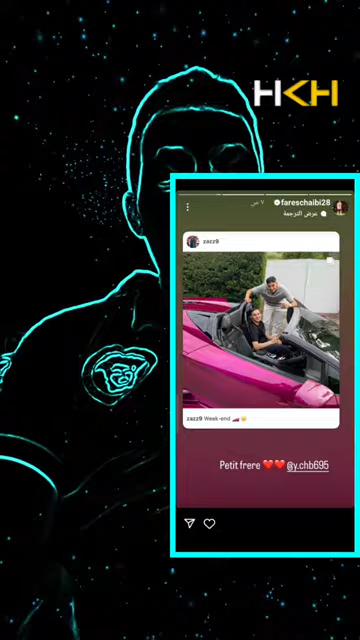 HKH
fareschaibi28 ٧ س
عرض الترجمة
zazz9
zazz9 Week-end
Petit frere ❤️❤️ @y.chb695